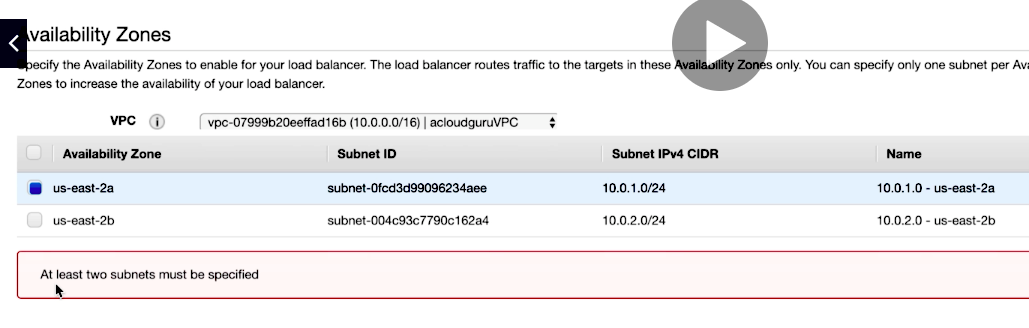 Availability Zones
Specify the Availability Zones to enable for your load balancer. The load balancer routes traffic to the targets in these Availability Zones only. You can specify only one subnet per
Zones to increase the availability of your load balancer.
VPC i vpc-07999b20eeffad16b (10.0.0.0/16) | acloudguruVPC
Availability Zone Subnet ID Subnet IPv4 CIDR Name
us-east-2a subnet-0fcd3d99096234aee 10.0.1.0/24 10.0.1.0 - us-east-2a
us-east-2b subnet-004c93c7790c162a4 10.0.2.0/24 10.0.2.0 - us-east-2b
At least two subnets must be specified